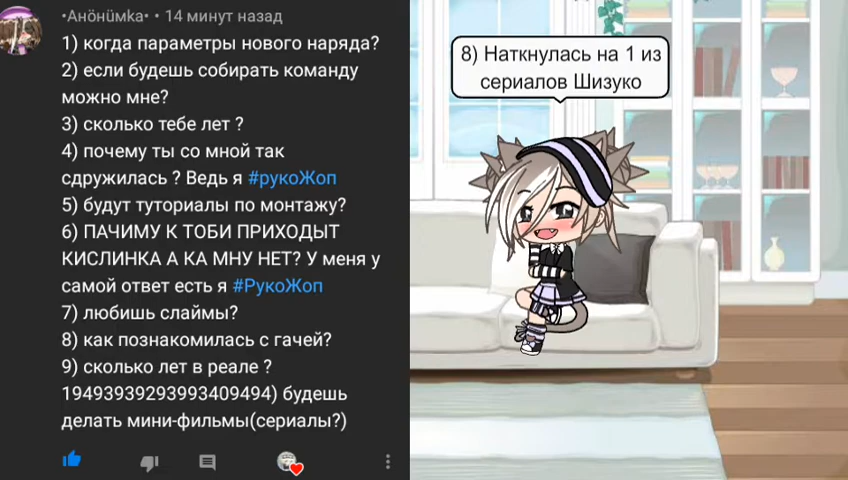 •Анöнümka• • 14 минут назад
1) когда параметры нового наряда?
2) если будешь собирать команду
можно мне?
3) сколько тебе лет ?
4) почему ты со мной так
сдружилась ? Ведь я #рукоЖоп
5) будут туториалы по монтажу?
6) ПАЧИМУ К ТОБИ ПРИХОДЫТ
КИСЛИНКА А КА МНУ НЕТ? У меня у
самой ответ есть я #РукоЖоп
7) любишь слаймы?
8) как познакомилась с гачей?
9) сколько лет в реале ?
19493939293993409494) будешь
делать мини-фильмы(сериалы?)
8) Наткнулась на 1 из
сериалов Шизуко